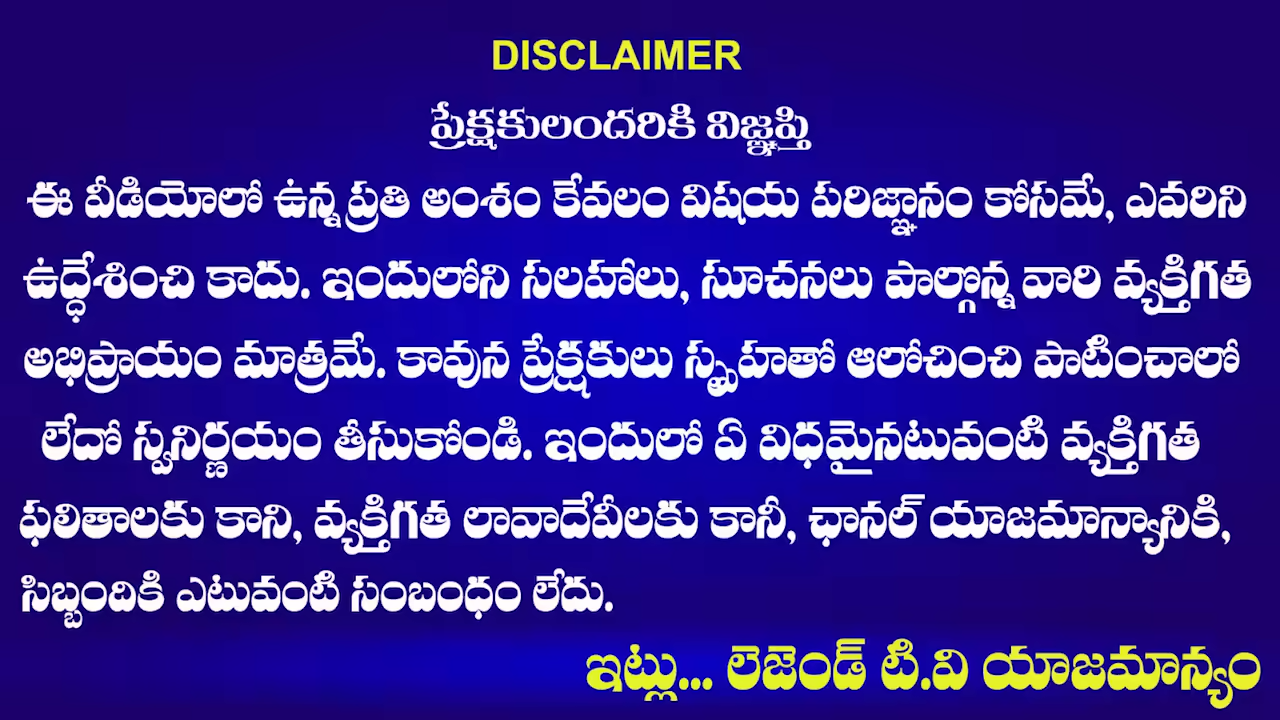 DISCLAIMER
ప్రేక్షకులందరికి విజ్ఞప్తి
ఈ వీడియోలో ఉన్న ప్రతి అంశం కేవలం విషయ పరిజ్ఞానం కోసమే, ఎవరిని
ఉద్ధేశించి కాదు. ఇందులోని సలహాలు, సూచనలు పాల్గొన్న వారి వ్యక్తిగత
అభిప్రాయం మాత్రమే. కావున ప్రేక్షకులు స్పృహతో ఆలోచించి పాటించాలో
లేదో స్వనిర్ణయం తీసుకోండి. ఇందులో ఏ విధమైనటువంటి వ్యక్తిగత
ఫలితాలకు కాని, వ్యక్తిగత లావాదేవీలకు కానీ, ఛానల్ యాజమాన్యానికి,
సిబ్బందికి ఎటువంటి సంబంధం లేదు.
ఇట్లు... లెజెండ్ టి.వి యాజమాన్యం